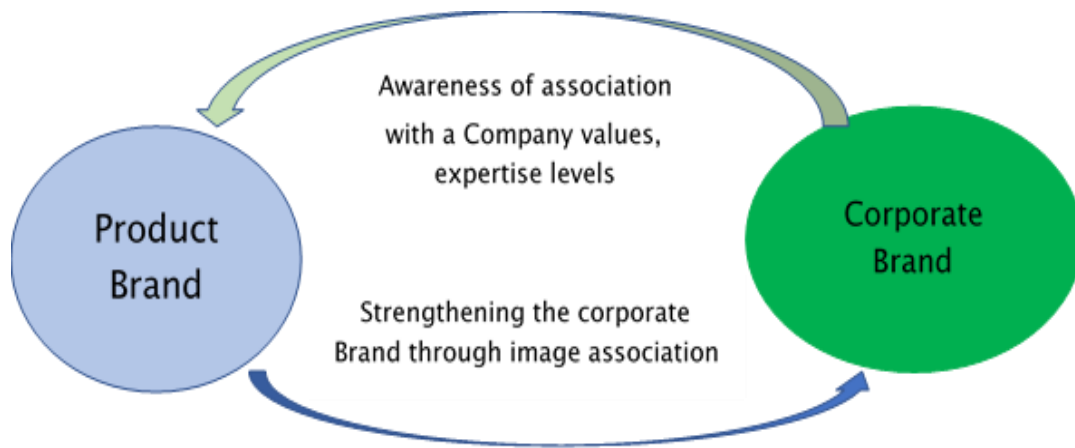 Awareness of association
with a Company values,
expertise levels
Product
Brand
Corporate
Brand
Strengthening the corporate
Brand through image association